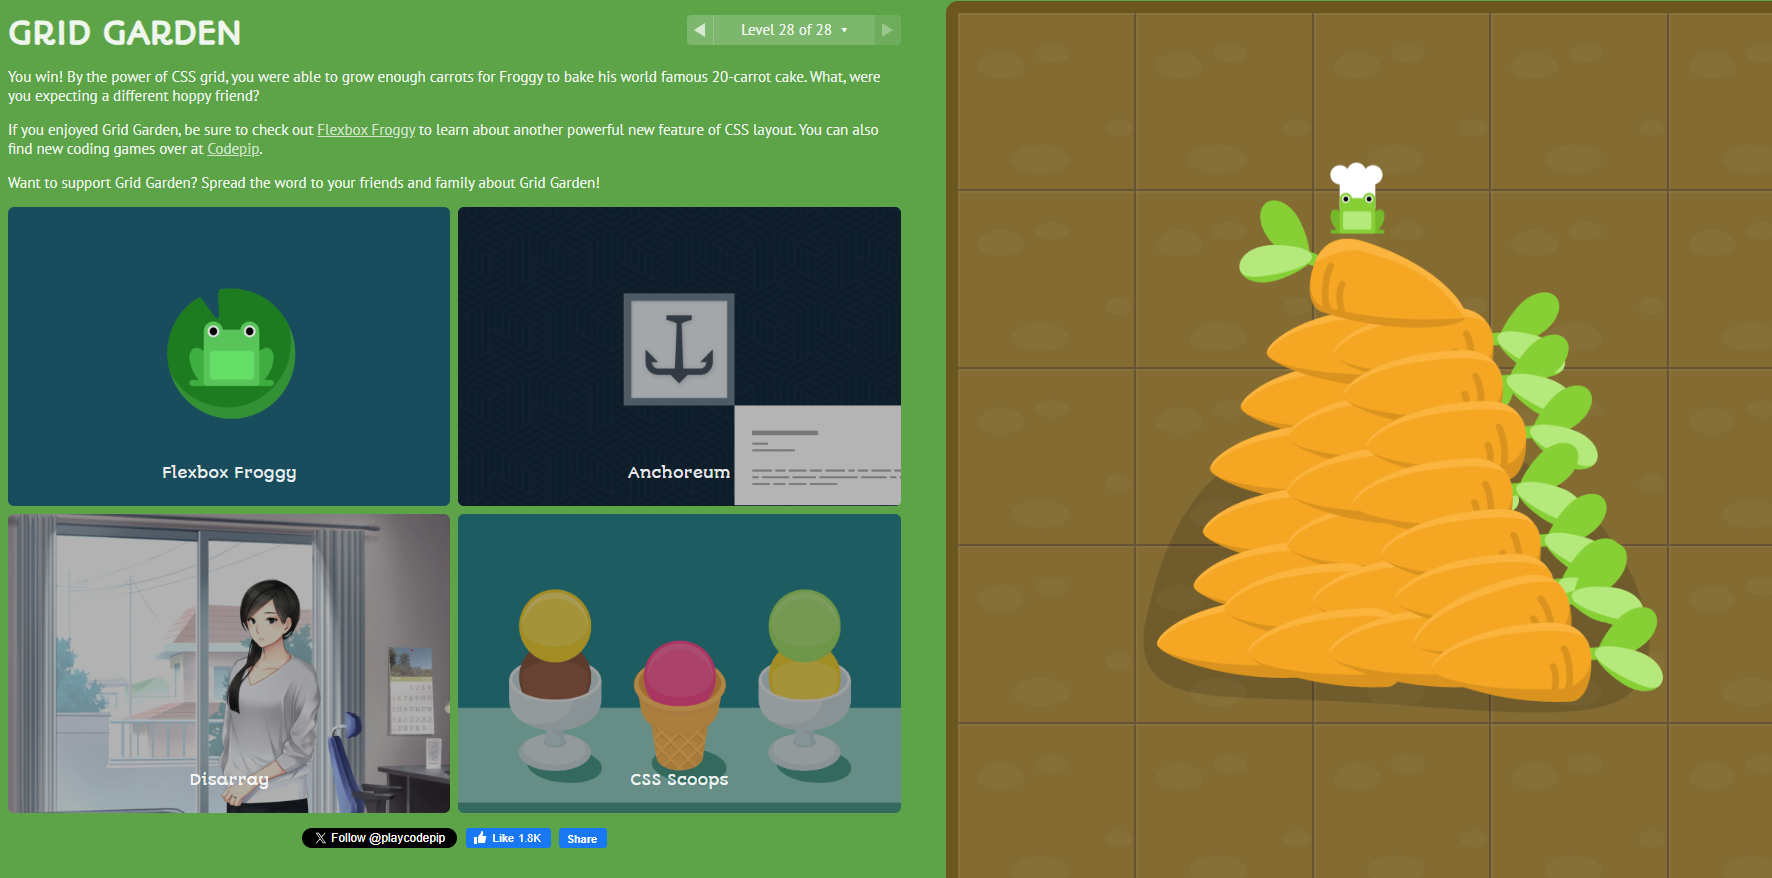 GRID GARDEN
Level 28 of 28
You win! By the power of CSS grid, you were able to grow enough carrots for Froggy to bake his world famous 20-carrot cake. What, were
you expecting a different hoppy friend?
If you enjoyed Grid Garden, be sure to check out Flexbox Froggy to learn about another powerful new feature of CSS layout. You can also
find new coding games over at Codepip.
Want to support Grid Garden? Spread the word to your friends and family about Grid Garden!
Flexbox Froggy
Anchoreum
Disarray
CSS Scoops
Follow @playcodepip
Like 1.8K
Share